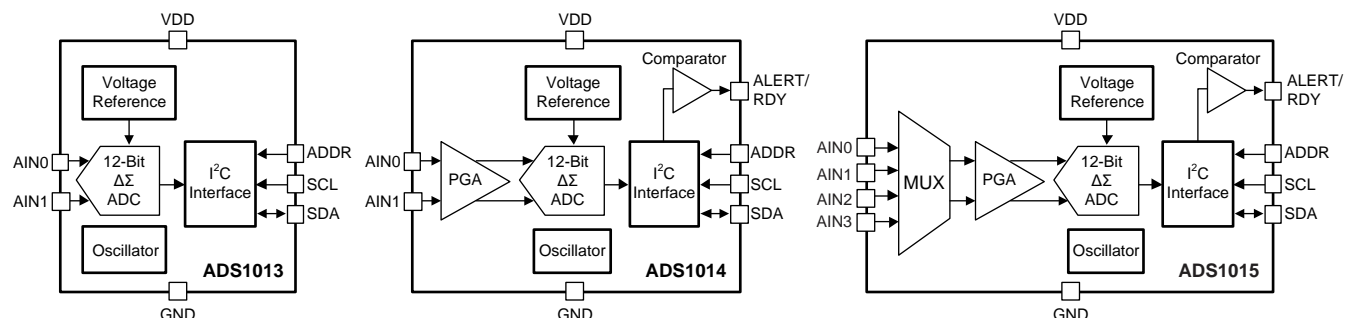 VDD
Voltage
Reference
AIN0
AIN1
12-Bit
ΔΣ
ADC
I²C
Interface
ADDR
SCL
SDA
Oscillator
ADS1013
GND
VDD
Comparator
ALERT/
RDY
Voltage
Reference
AIN0
AIN1
PGA
12-Bit
ΔΣ
ADC
I²C
Interface
ADDR
SCL
SDA
Oscillator
ADS1014
GND
VDD
Comparator
ALERT/
RDY
Voltage
Reference
AIN0
AIN1
AIN2
AIN3
MUX
PGA
12-Bit
ΔΣ
ADC
I²C
Interface
ADDR
SCL
SDA
Oscillator
ADS1015
GND